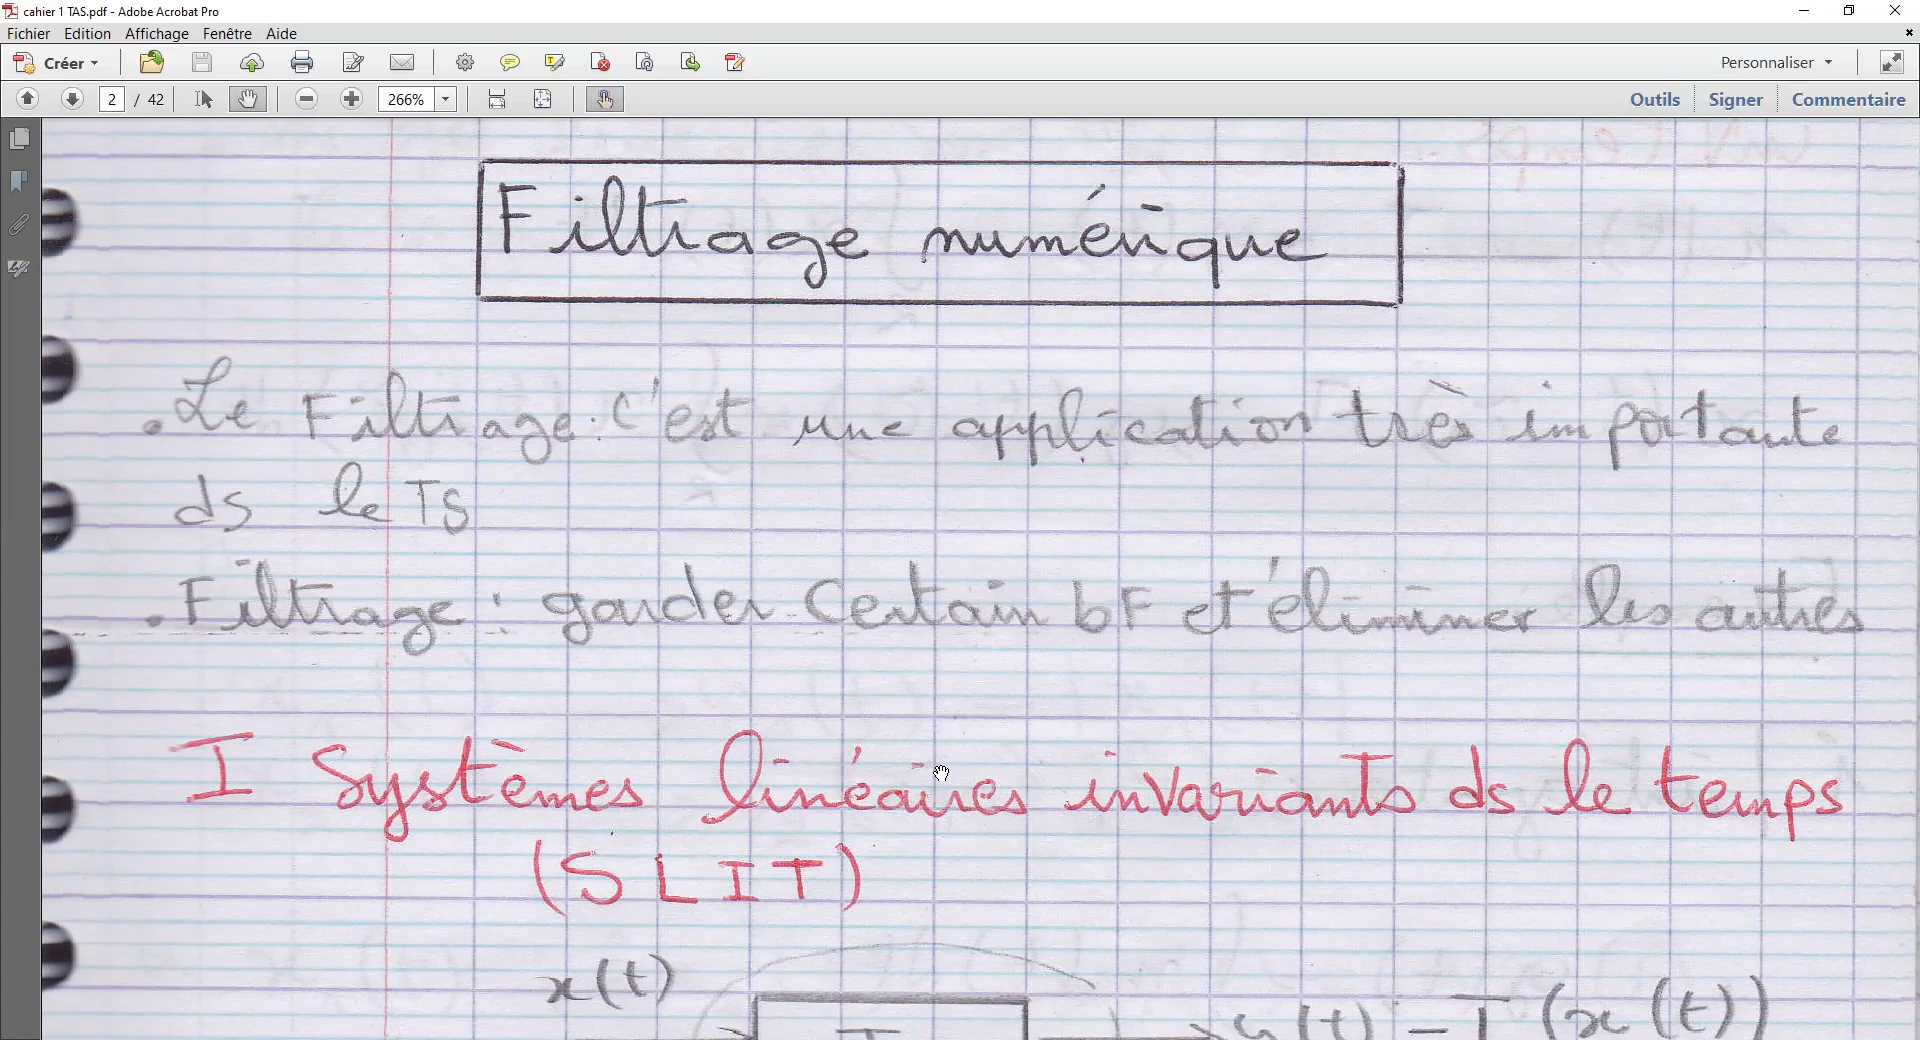 cahier 1 TAS.pdf - Adobe Acrobat Pro
Fichier Edition Affichage Fenêtre Aide
Créer Personnaliser
2 / 42 266% Outils Signer Commentaire
Filtrage numérique
. Le Filtrage : c'est une application très importante
ds le TS
. Filtrage : garder Certain bF et éliminer les autres
I Systèmes linéaires invariants ds le temps
(SLIT)
x(t)
T y(t) = T(x(t))